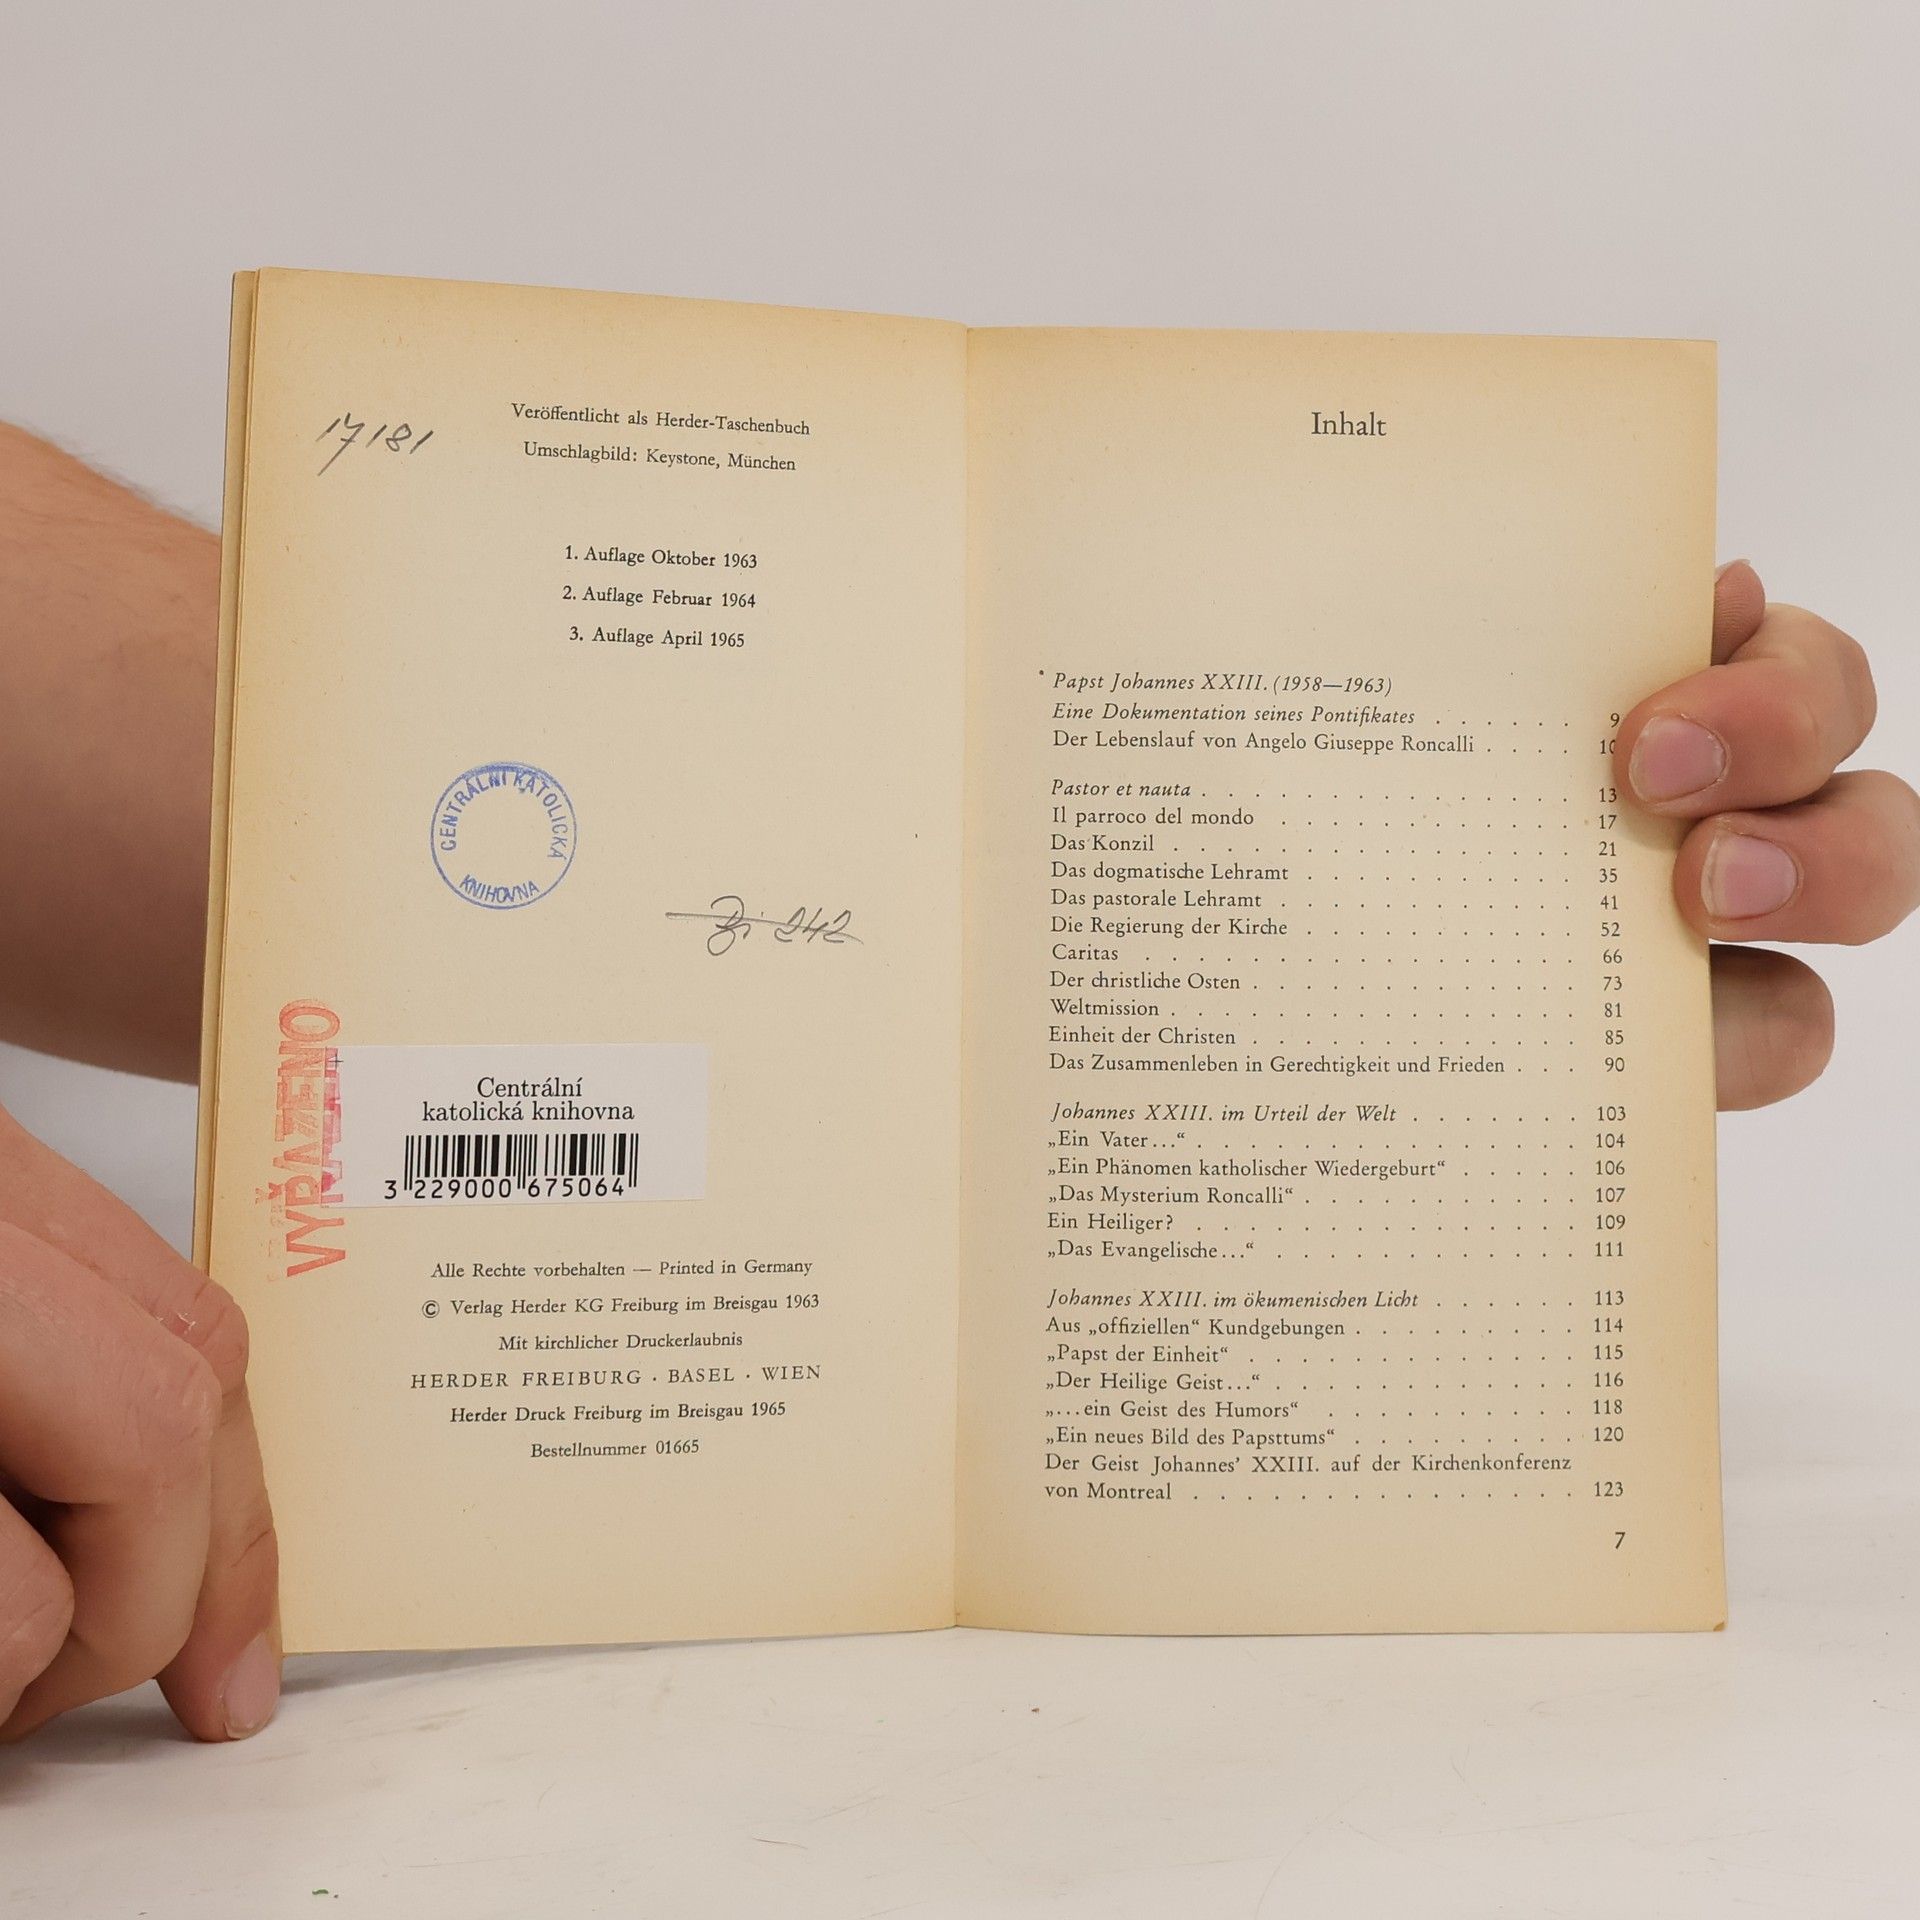 17181
Veröffentlicht als Herder-Taschenbuch
Umschlagbild: Keystone, München
1. Auflage Oktober 1963
2. Auflage Februar 1964
3. Auflage April 1965
CENTRÁLNÍ KATOLICKÁ
KNIHOVNA
242
VYŘAZENO
Centrální
katolická knihovna
3 229000 675064
Alle Rechte vorbehalten — Printed in Germany
© Verlag Herder KG Freiburg im Breisgau 1963
Mit kirchlicher Druckerlaubnis
HERDER FREIBURG · BASEL · WIEN
Herder Druck Freiburg im Breisgau 1965
Bestellnummer 01665
Inhalt
Papst Johannes XXIII. (1958—1963)
Eine Dokumentation seines Pontifikates . . . . . . 9
Der Lebenslauf von Angelo Giuseppe Roncalli . . . . 10
Pastor et nauta . . . . . . . . . . . . . . 13
Il parroco del mondo . . . . . . . . . . . 17
Das Konzil . . . . . . . . . . . . . . . 21
Das dogmatische Lehramt . . . . . . . . . . 35
Das pastorale Lehramt . . . . . . . . . . . 41
Die Regierung der Kirche . . . . . . . . . . 52
Caritas . . . . . . . . . . . . . . . . 66
Der christliche Osten . . . . . . . . . . . . 73
Weltmission . . . . . . . . . . . . . . . 81
Einheit der Christen . . . . . . . . . . . . 85
Das Zusammenleben in Gerechtigkeit und Frieden . . . 90
Johannes XXIII. im Urteil der Welt . . . . . . . 103
„Ein Vater...“ . . . . . . . . . . . . . . 104
„Ein Phänomen katholischer Wiedergeburt“ . . . . . 106
„Das Mysterium Roncalli“ . . . . . . . . . . 107
Ein Heiliger? . . . . . . . . . . . . . . 109
„Das Evangelische...“ . . . . . . . . . . . 111
Johannes XXIII. im ökumenischen Licht . . . . . . 113
Aus „offiziellen“ Kundgebungen . . . . . . . . 114
„Papst der Einheit“ . . . . . . . . . . . . 115
„Der Heilige Geist...“ . . . . . . . . . . . 116
„...ein Geist des Humors“ . . . . . . . . . 118
„Ein neues Bild des Papsttums“ . . . . . . . . 120
Der Geist Johannes’ XXIII. auf der Kirchenkonferenz
von Montreal . . . . . . . . . . . . . . 123
7